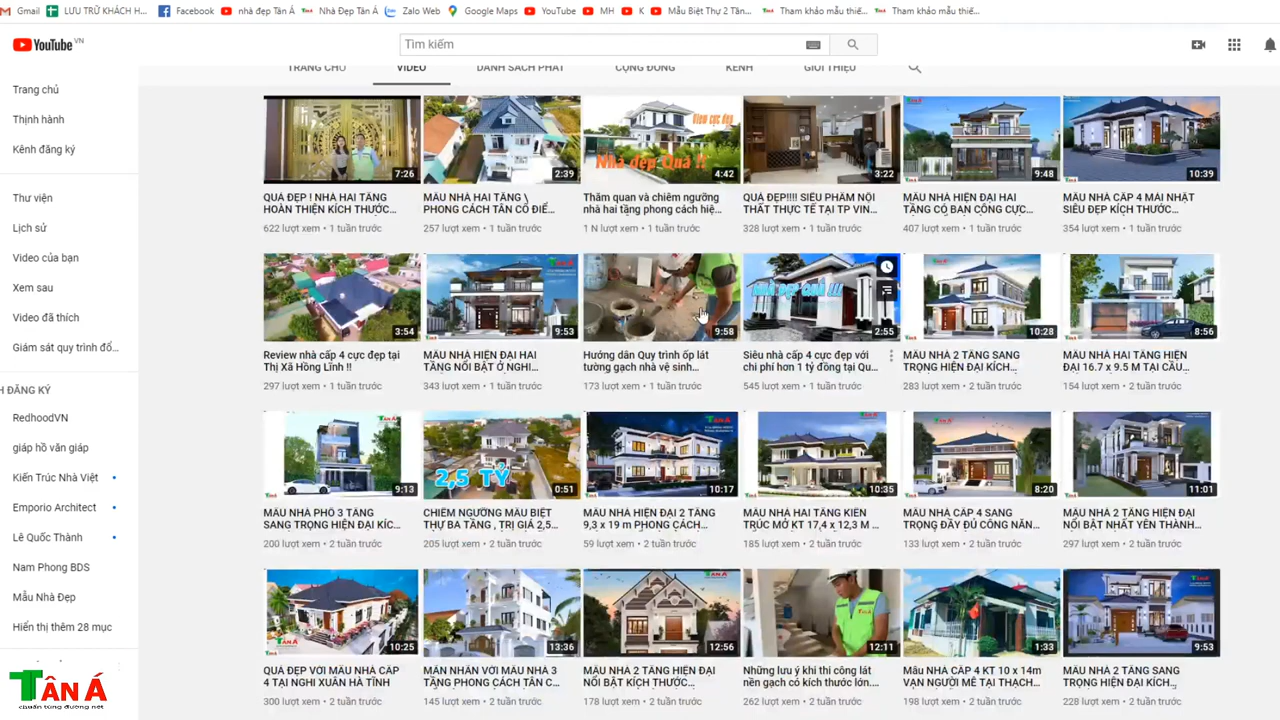 Gmail LƯU TRỮ KHÁCH H... Facebook nhà đẹp Tân Á Nhà Đẹp Tân Á Zalo Web Google Maps YouTube MH K Mẫu Biệt Thự 2 Tần... Tham khảo mẫu thiế... Tham khảo mẫu thiế...
YouTube VN
Tìm kiếm
TRANG CHỦ VIDEO DANH SÁCH PHÁT CỘNG ĐỒNG KÊNH GIỚI THIỆU
Trang chủ
Thịnh hành
Kênh đăng ký
Thư viện
Lịch sử
Video của bạn
Xem sau
Video đã thích
Giám sát quy trình đổ...
H ĐĂNG KÝ
RedhoodVN
giáp hồ văn giáp
Kiến Trúc Nhà Việt
Emporio Architect
Lê Quốc Thành
Nam Phong BDS
Mẫu Nhà Đẹp
Hiển thị thêm 28 mục
TÂN Á
chuẩn từng đường nét
View cực đẹp
Nhà đẹp Quá !!
7:26 2:39 4:42 3:22 9:48 10:39
QUÁ ĐẸP ! NHÀ HAI TẦNG
HOÀN THIỆN KÍCH THƯỚC...
622 lượt xem • 1 tuần trước
MẪU NHÀ HAI TẦNG \
PHONG CÁCH TÂN CỔ ĐIỂ...
257 lượt xem • 1 tuần trước
Thăm quan và chiêm ngưỡng
nhà hai tầng phong cách hiệ...
1 N lượt xem • 1 tuần trước
QUÁ ĐẸP!!!! SIÊU PHẨM NỘI
THẤT THỰC TẾ TẠI TP VIN...
328 lượt xem • 1 tuần trước
MẪU NHÀ HIỆN ĐẠI HAI
TẦNG CÓ BAN CÔNG CỰC...
407 lượt xem • 1 tuần trước
MẪU NHÀ CẤP 4 MÁI NHẬT
SIÊU ĐẸP KÍCH THƯỚC...
354 lượt xem • 1 tuần trước
NHÀ ĐẸP QUÁ !!!
3:54 9:53 9:58 2:55 10:28 8:56
Review nhà cấp 4 cực đẹp tại
Thị Xã Hồng Lĩnh !!
297 lượt xem • 1 tuần trước
MẪU NHÀ HIỆN ĐẠI HAI
TẦNG NỔI BẬT Ở NGHI...
343 lượt xem • 1 tuần trước
Hướng dẫn Quy trình ốp lát
tường gạch nhà vệ sinh...
173 lượt xem • 1 tuần trước
Siêu nhà cấp 4 cực đẹp với
chi phí hơn 1 tỷ đồng tại Qu...
545 lượt xem • 1 tuần trước
MẪU NHÀ 2 TẦNG SANG
TRỌNG HIỆN ĐẠI KÍCH...
283 lượt xem • 2 tuần trước
MẪU NHÀ HAI TẦNG HIỆN
ĐẠI 16.7 x 9.5 M TẠI CẦU...
154 lượt xem • 2 tuần trước
2,5 TỶ
9:13 0:51 10:17 10:35 8:20 11:01
MẪU NHÀ PHỐ 3 TẦNG
SANG TRỌNG HIỆN ĐẠI KÍC...
200 lượt xem • 2 tuần trước
CHIÊM NGƯỠNG MẪU BIỆT
THỰ BA TẦNG , TRỊ GIÁ 2,5...
205 lượt xem • 2 tuần trước
MẪU NHÀ HIỆN ĐẠI 2 TẦNG
9,3 x 19 m PHONG CÁCH...
59 lượt xem • 2 tuần trước
MẪU NHÀ HAI TẦNG KIẾN
TRÚC MỞ KT 17,4 x 12,3 M ...
185 lượt xem • 2 tuần trước
MẪU NHÀ CẤP 4 SANG
TRỌNG ĐẦY ĐỦ CÔNG NĂN...
133 lượt xem • 2 tuần trước
MẪU NHÀ 2 TẦNG HIỆN ĐẠI
NỔI BẬT NHẤT YÊN THÀNH...
297 lượt xem • 2 tuần trước
10:25 13:36 12:56 12:11 1:33 9:53
QUÁ ĐẸP VỚI MẪU NHÀ CẤP
4 TẠI NGHI XUÂN HÀ TĨNH
300 lượt xem • 2 tuần trước
MÃN NHÃN VỚI MẪU NHÀ 3
TẦNG PHONG CÁCH TÂN C...
145 lượt xem • 2 tuần trước
MẪU NHÀ 2 TẦNG HIỆN ĐẠI
NỔI BẬT KÍCH THƯỚC...
178 lượt xem • 2 tuần trước
Những lưu ý khi thi công lát
nền gạch có kích thước lớn...
262 lượt xem • 2 tuần trước
Mẫu NHÀ CẤP 4 KT 10 x 14m
VẠN NGƯỜI MÊ TẠI THẠCH...
198 lượt xem • 2 tuần trước
MẪU NHÀ 2 TẦNG SANG
TRỌNG HIỆN ĐẠI KÍCH...
228 lượt xem • 2 tuần trước